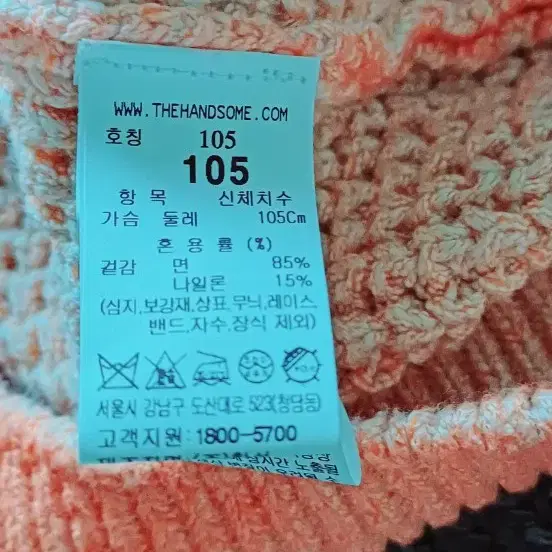 WWW.THEHANDSOME.COM
호칭 105
105
항 목 신체치수
가슴 둘레 105Cm
혼 용 률 (%)
겉감 면 85%
나일론 15%
(심지,보강재,상표,무늬,레이스,
밴드,자수,장식 제외)
서울시 강남구 도산대로 523(청담동)
고객지원:1800-5700